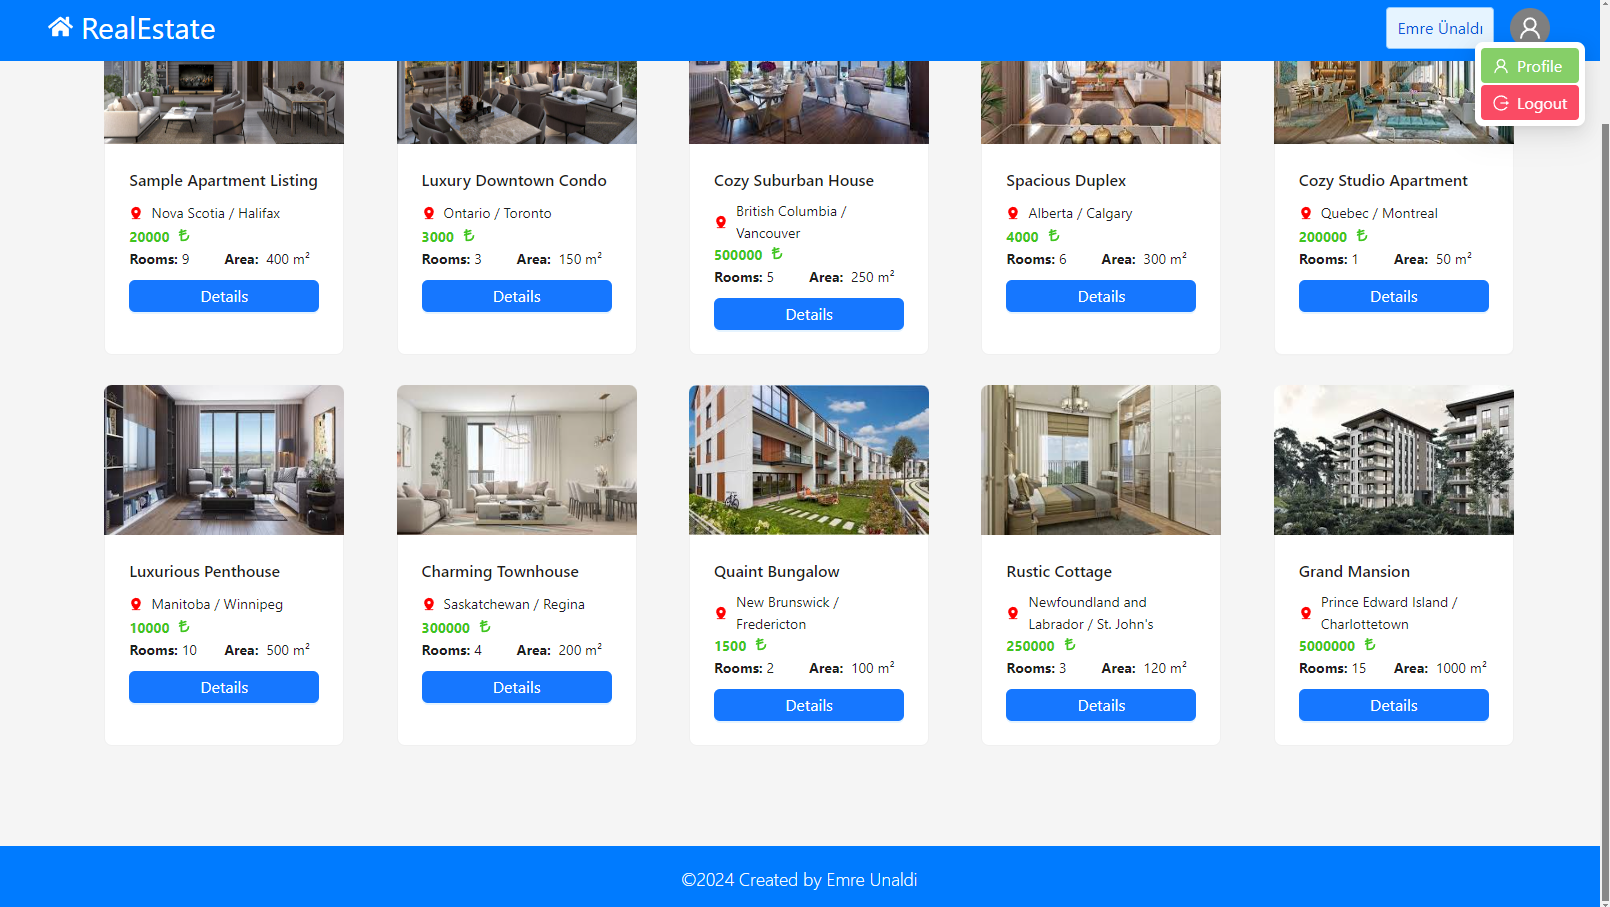 RealEstate
Emre Ünaldı
Profile
Logout
Sample Apartment Listing
Nova Scotia / Halifax
20000 ₺
Rooms: 9 Area: 400 m²
Details
Luxury Downtown Condo
Ontario / Toronto
3000 ₺
Rooms: 3 Area: 150 m²
Details
Cozy Suburban House
British Columbia /
Vancouver
500000 ₺
Rooms: 5 Area: 250 m²
Details
Spacious Duplex
Alberta / Calgary
4000 ₺
Rooms: 6 Area: 300 m²
Details
Cozy Studio Apartment
Quebec / Montreal
200000 ₺
Rooms: 1 Area: 50 m²
Details
Luxurious Penthouse
Manitoba / Winnipeg
10000 ₺
Rooms: 10 Area: 500 m²
Details
Charming Townhouse
Saskatchewan / Regina
300000 ₺
Rooms: 4 Area: 200 m²
Details
Quaint Bungalow
New Brunswick /
Fredericton
1500 ₺
Rooms: 2 Area: 100 m²
Details
Rustic Cottage
Newfoundland and
Labrador / St. John's
250000 ₺
Rooms: 3 Area: 120 m²
Details
Grand Mansion
Prince Edward Island /
Charlottetown
5000000 ₺
Rooms: 15 Area: 1000 m²
Details
©2024 Created by Emre Unaldi